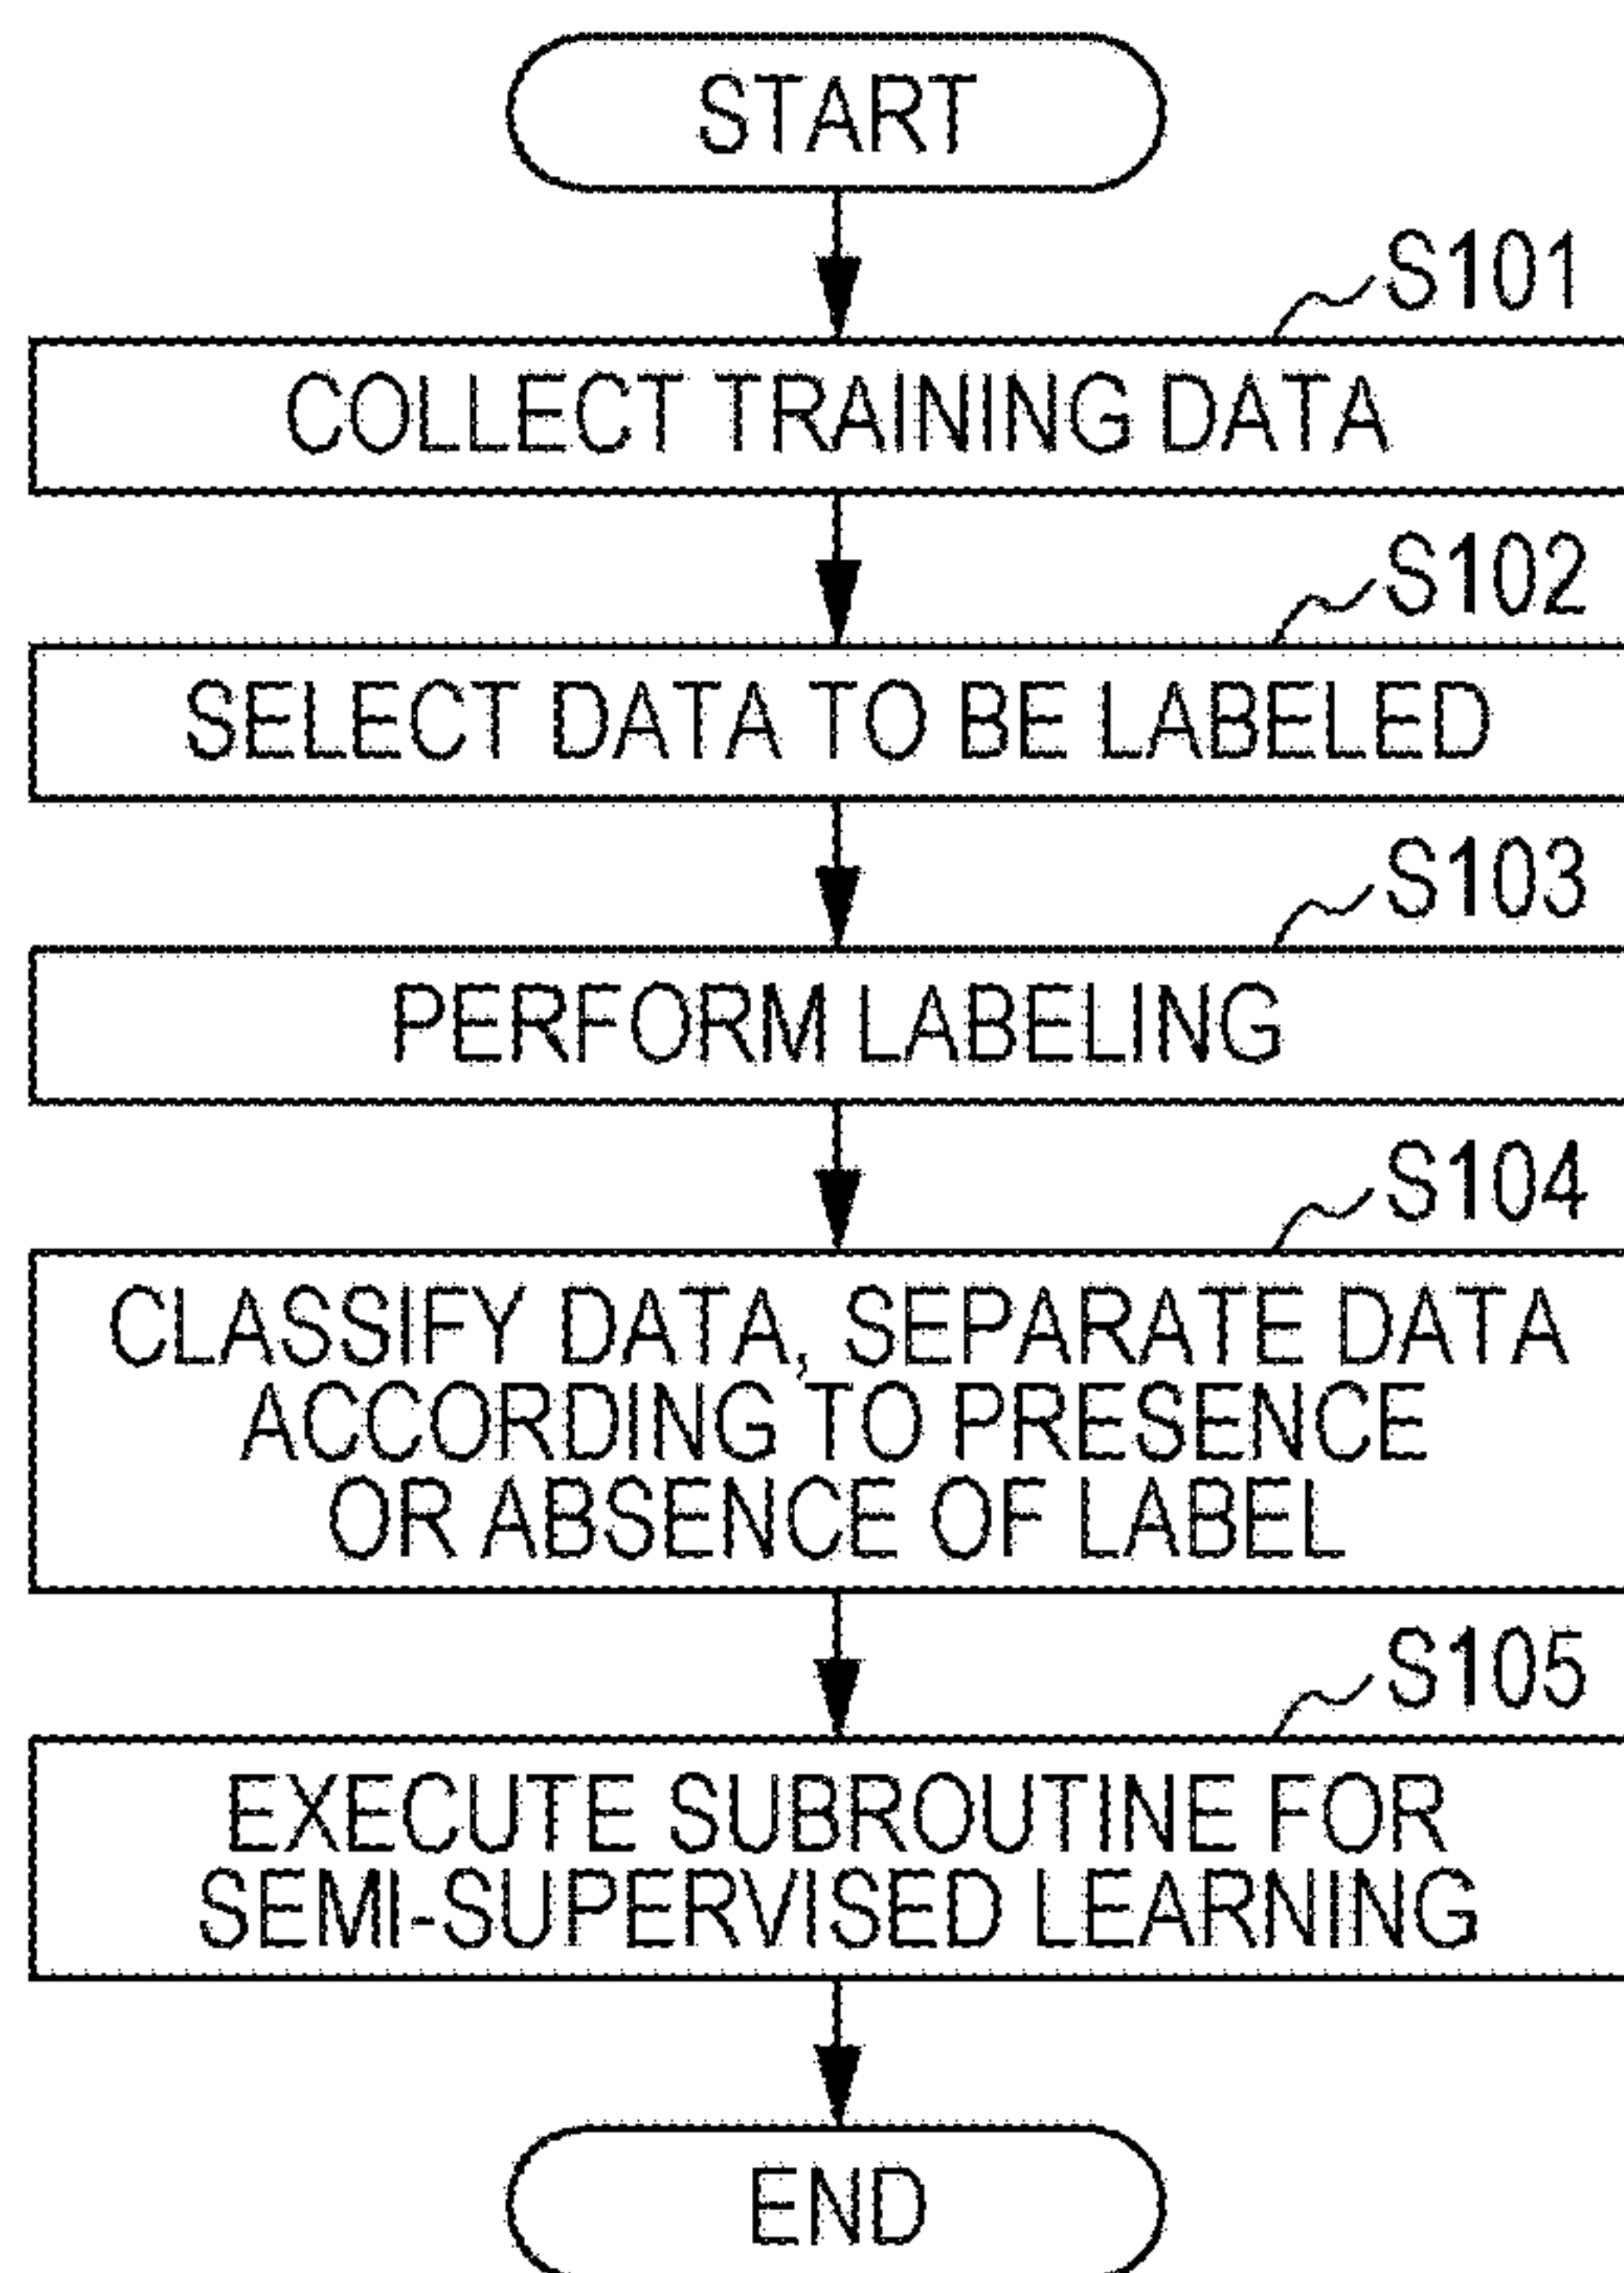 START
S101
COLLECT TRAINING DATA
S102
SELECT DATA TO BE LABELED
S103
PERFORM LABELING
S104
CLASSIFY DATA, SEPARATE DATA
ACCORDING TO PRESENCE
OR ABSENCE OF LABEL
S105
EXECUTE SUBROUTINE FOR
SEMI-SUPERVISED LEARNING
END